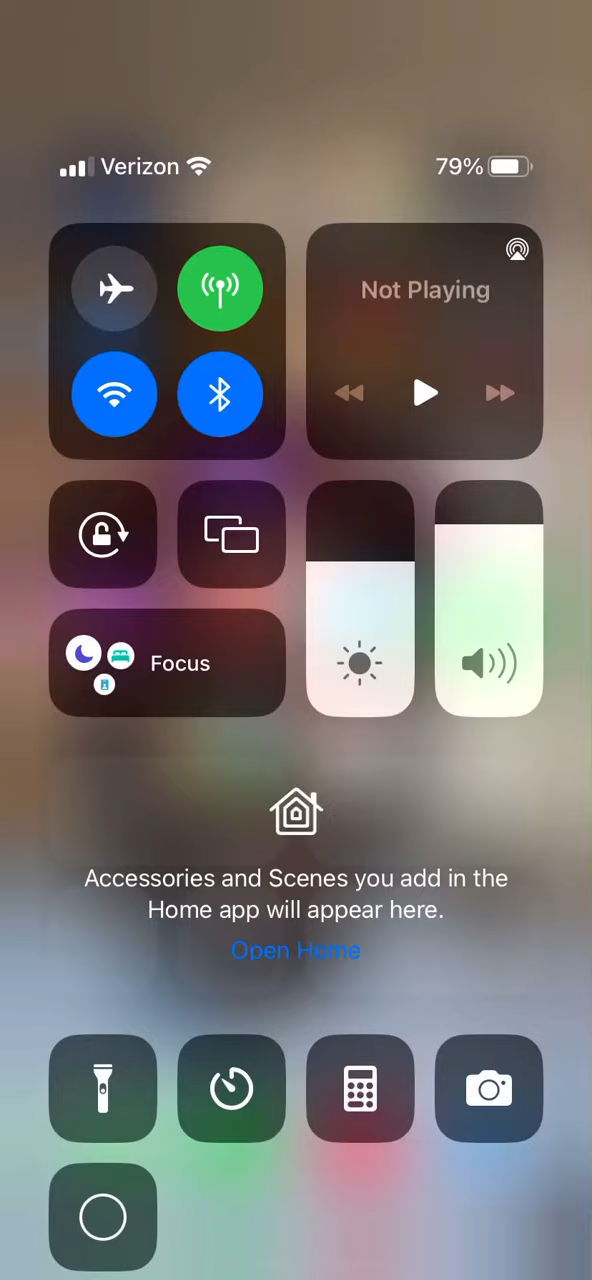 Verizon 79%
Not Playing
Focus
Accessories and Scenes you add in the
Home app will appear here.
Open Home